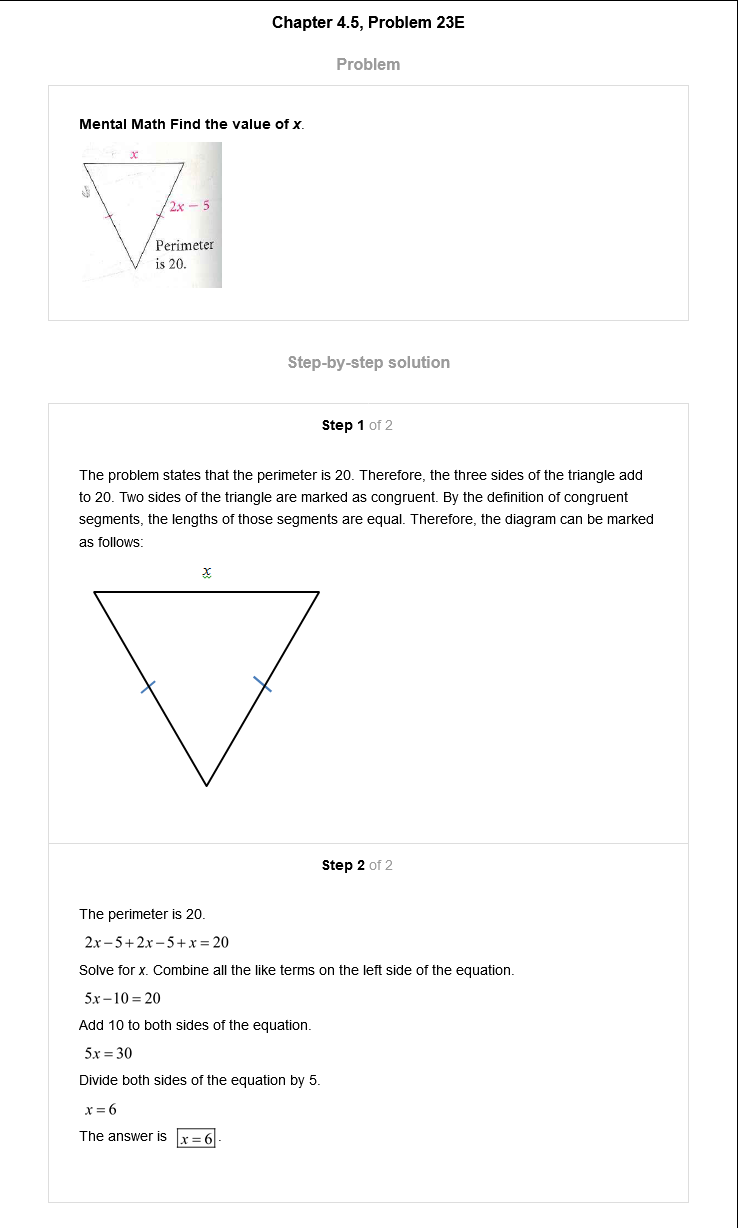 Chapter 4.5, Problem 23E
Problem
Mental Math Find the value of x.
x
2x – 5
Perimeter
is 20.
Step-by-step solution
Step 1 of 2
The problem states that the perimeter is 20. Therefore, the three sides of the triangle add
to 20. Two sides of the triangle are marked as congruent. By the definition of congruent
segments, the lengths of those segments are equal. Therefore, the diagram can be marked
as follows:
x
Step 2 of 2
The perimeter is 20.
2x – 5 + 2x – 5 + x = 20
Solve for x. Combine all the like terms on the left side of the equation.
5x – 10 = 20
Add 10 to both sides of the equation.
5x = 30
Divide both sides of the equation by 5.
x = 6
The answer is x = 6.